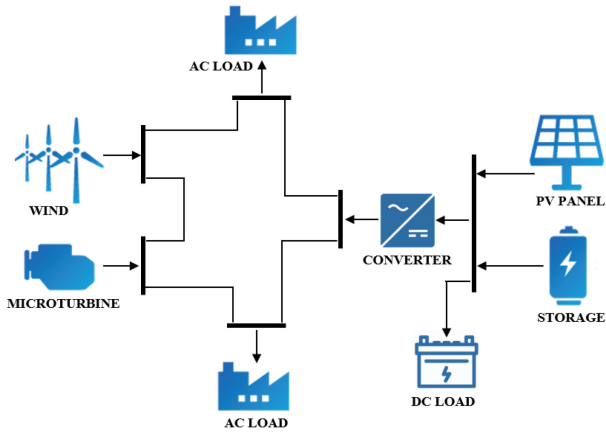 AC LOAD
WIND
PV PANEL
CONVERTER
MICROTURBINE
STORAGE
DC LOAD
AC LOAD